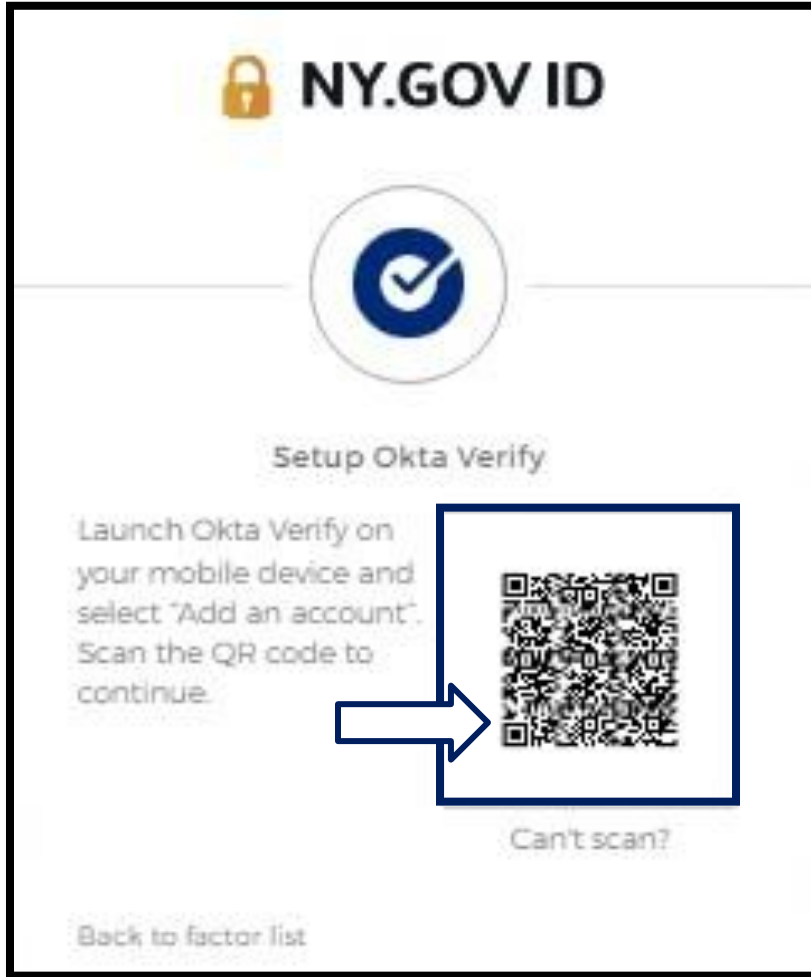 NY.GOV ID
Setup Okta Verify
Launch Okta Verify on
your mobile device and
select "Add an account".
Scan the QR code to
continue.
Can't scan?
Back to factor list